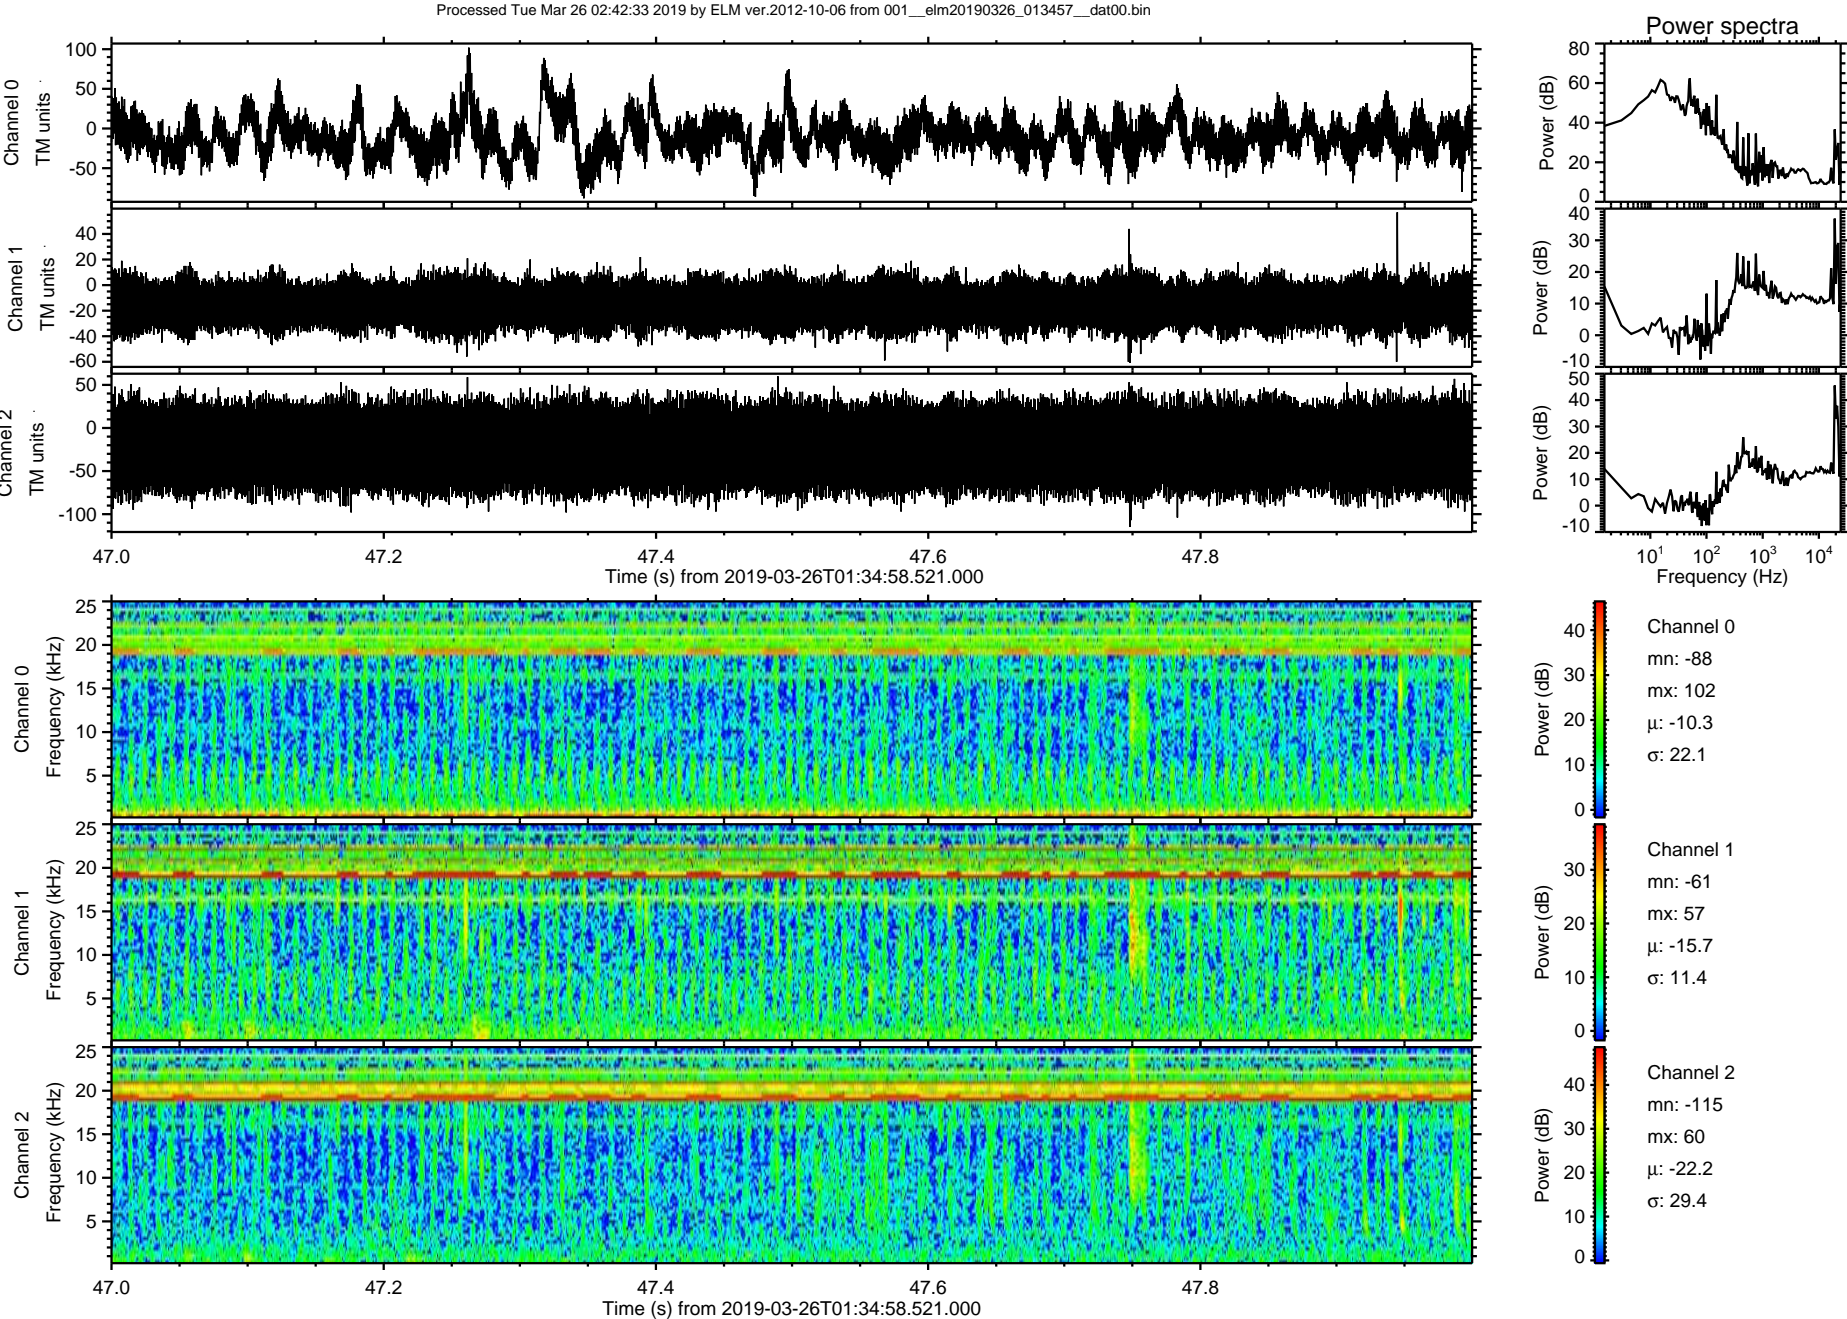 Processed Tue Mar 26 02:42:33 2019 by ELM ver.2012-10-06 from 001__elm20190326_013457__dat00.bin
Power spectra
Channel 0
TM units
100
50
0
-50
Power (dB)
80
60
40
20
0
Channel 1
TM units
40
20
0
-20
-40
-60
Power (dB)
40
30
20
10
0
-10
Channel 2
TM units
50
0
-50
-100
Power (dB)
50
40
30
20
10
0
-10
47.0 47.2 47.4 47.6 47.8
Time (s) from 2019-03-26T01:34:58.521.000
10^1 10^2 10^3 10^4
Frequency (Hz)
Channel 0
Frequency (kHz)
25
20
15
10
5
Power (dB)
40
30
20
10
0
Channel 0
mn: -88
mx: 102
μ: -10.3
σ: 22.1
Channel 1
Frequency (kHz)
25
20
15
10
5
Power (dB)
30
20
10
0
Channel 1
mn: -61
mx: 57
μ: -15.7
σ: 11.4
Channel 2
Frequency (kHz)
25
20
15
10
5
Power (dB)
40
30
20
10
0
Channel 2
mn: -115
mx: 60
μ: -22.2
σ: 29.4
47.0 47.2 47.4 47.6 47.8
Time (s) from 2019-03-26T01:34:58.521.000